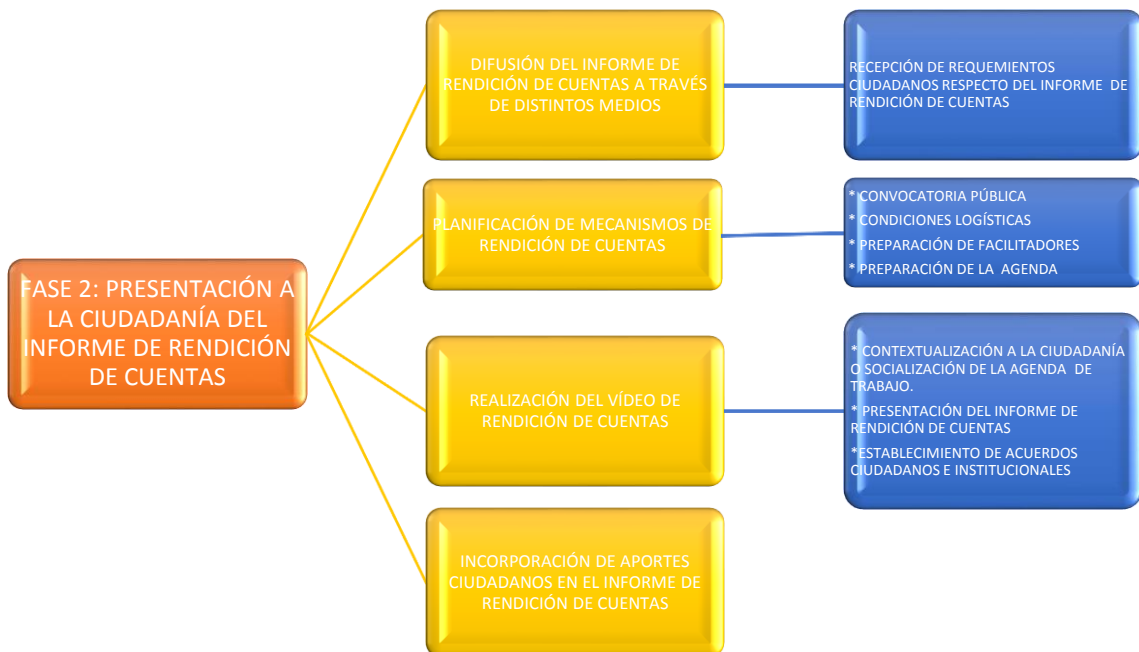 FASE 2: PRESENTACIÓN A
LA CIUDADANÍA DEL
INFORME DE RENDICIÓN
DE CUENTAS
DIFUSIÓN DEL INFORME DE
RENDICIÓN DE CUENTAS A TRAVÉS
DE DISTINTOS MEDIOS
RECEPCIÓN DE REQUEMIENTOS
CIUDADANOS RESPECTO DEL INFORME DE
RENDICIÓN DE CUENTAS
PLANIFICACIÓN DE MECANISMOS DE
RENDICIÓN DE CUENTAS
* CONVOCATORIA PÚBLICA
* CONDICIONES LOGÍSTICAS
* PREPARACIÓN DE FACILITADORES
* PREPARACIÓN DE LA AGENDA
REALIZACIÓN DEL VÍDEO DE
RENDICIÓN DE CUENTAS
* CONTEXTUALIZACIÓN A LA CIUDADANÍA
O SOCIALIZACIÓN DE LA AGENDA DE
TRABAJO.
* PRESENTACIÓN DEL INFORME DE
RENDICIÓN DE CUENTAS
*ESTABLECIMIENTO DE ACUERDOS
CIUDADANOS E INSTITUCIONALES
INCORPORACIÓN DE APORTES
CIUDADANOS EN EL INFORME DE
RENDICIÓN DE CUENTAS